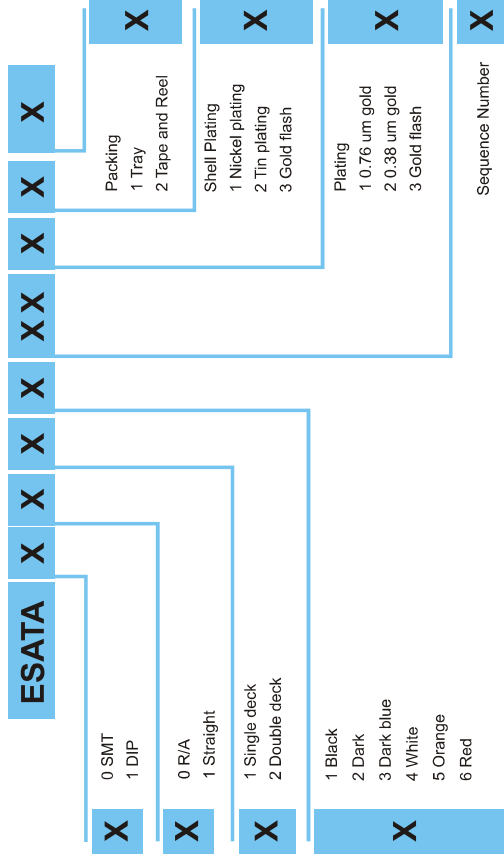 ESATA X X X X XX X X X
X
0 SMT
1 DIP
X
0 R/A
1 Straight
X
1 Single deck
2 Double deck
X
1 Black
2 Dark
3 Dark blue
4 White
5 Orange
6 Red
Packing
1 Tray
2 Tape and Reel
X
Shell Plating
1 Nickel plating
2 Tin plating
3 Gold flash
X
Plating
1 0.76 um gold
2 0.38 um gold
3 Gold flash
X
Sequence Number
X